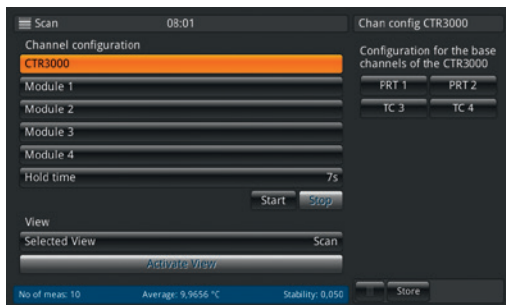 Scan 08:01
Channel configuration
CTR3000
Module 1
Module 2
Module 3
Module 4
Hold time 7s
Start Stop
View
Selected View Scan
Activate View
No of meas: 10 Average: 9,9656 °C Stability: 0,050
Chan config CTR3000
Configuration for the base
channels of the CTR3000
PRT 1 PRT 2
TC 3 TC 4
Store